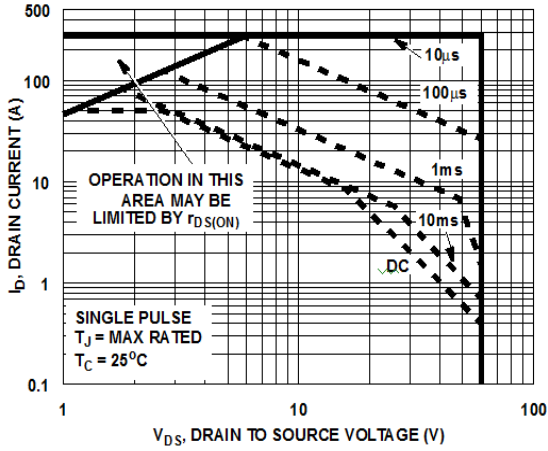 500
100
10
1
0.1
I_D, DRAIN CURRENT (A)
10μs
100μs
1ms
10ms
DC
OPERATION IN THIS
AREA MAY BE
LIMITED BY r_DS(ON)
SINGLE PULSE
T_J = MAX RATED
T_C = 25°C
1
10
100
V_DS, DRAIN TO SOURCE VOLTAGE (V)